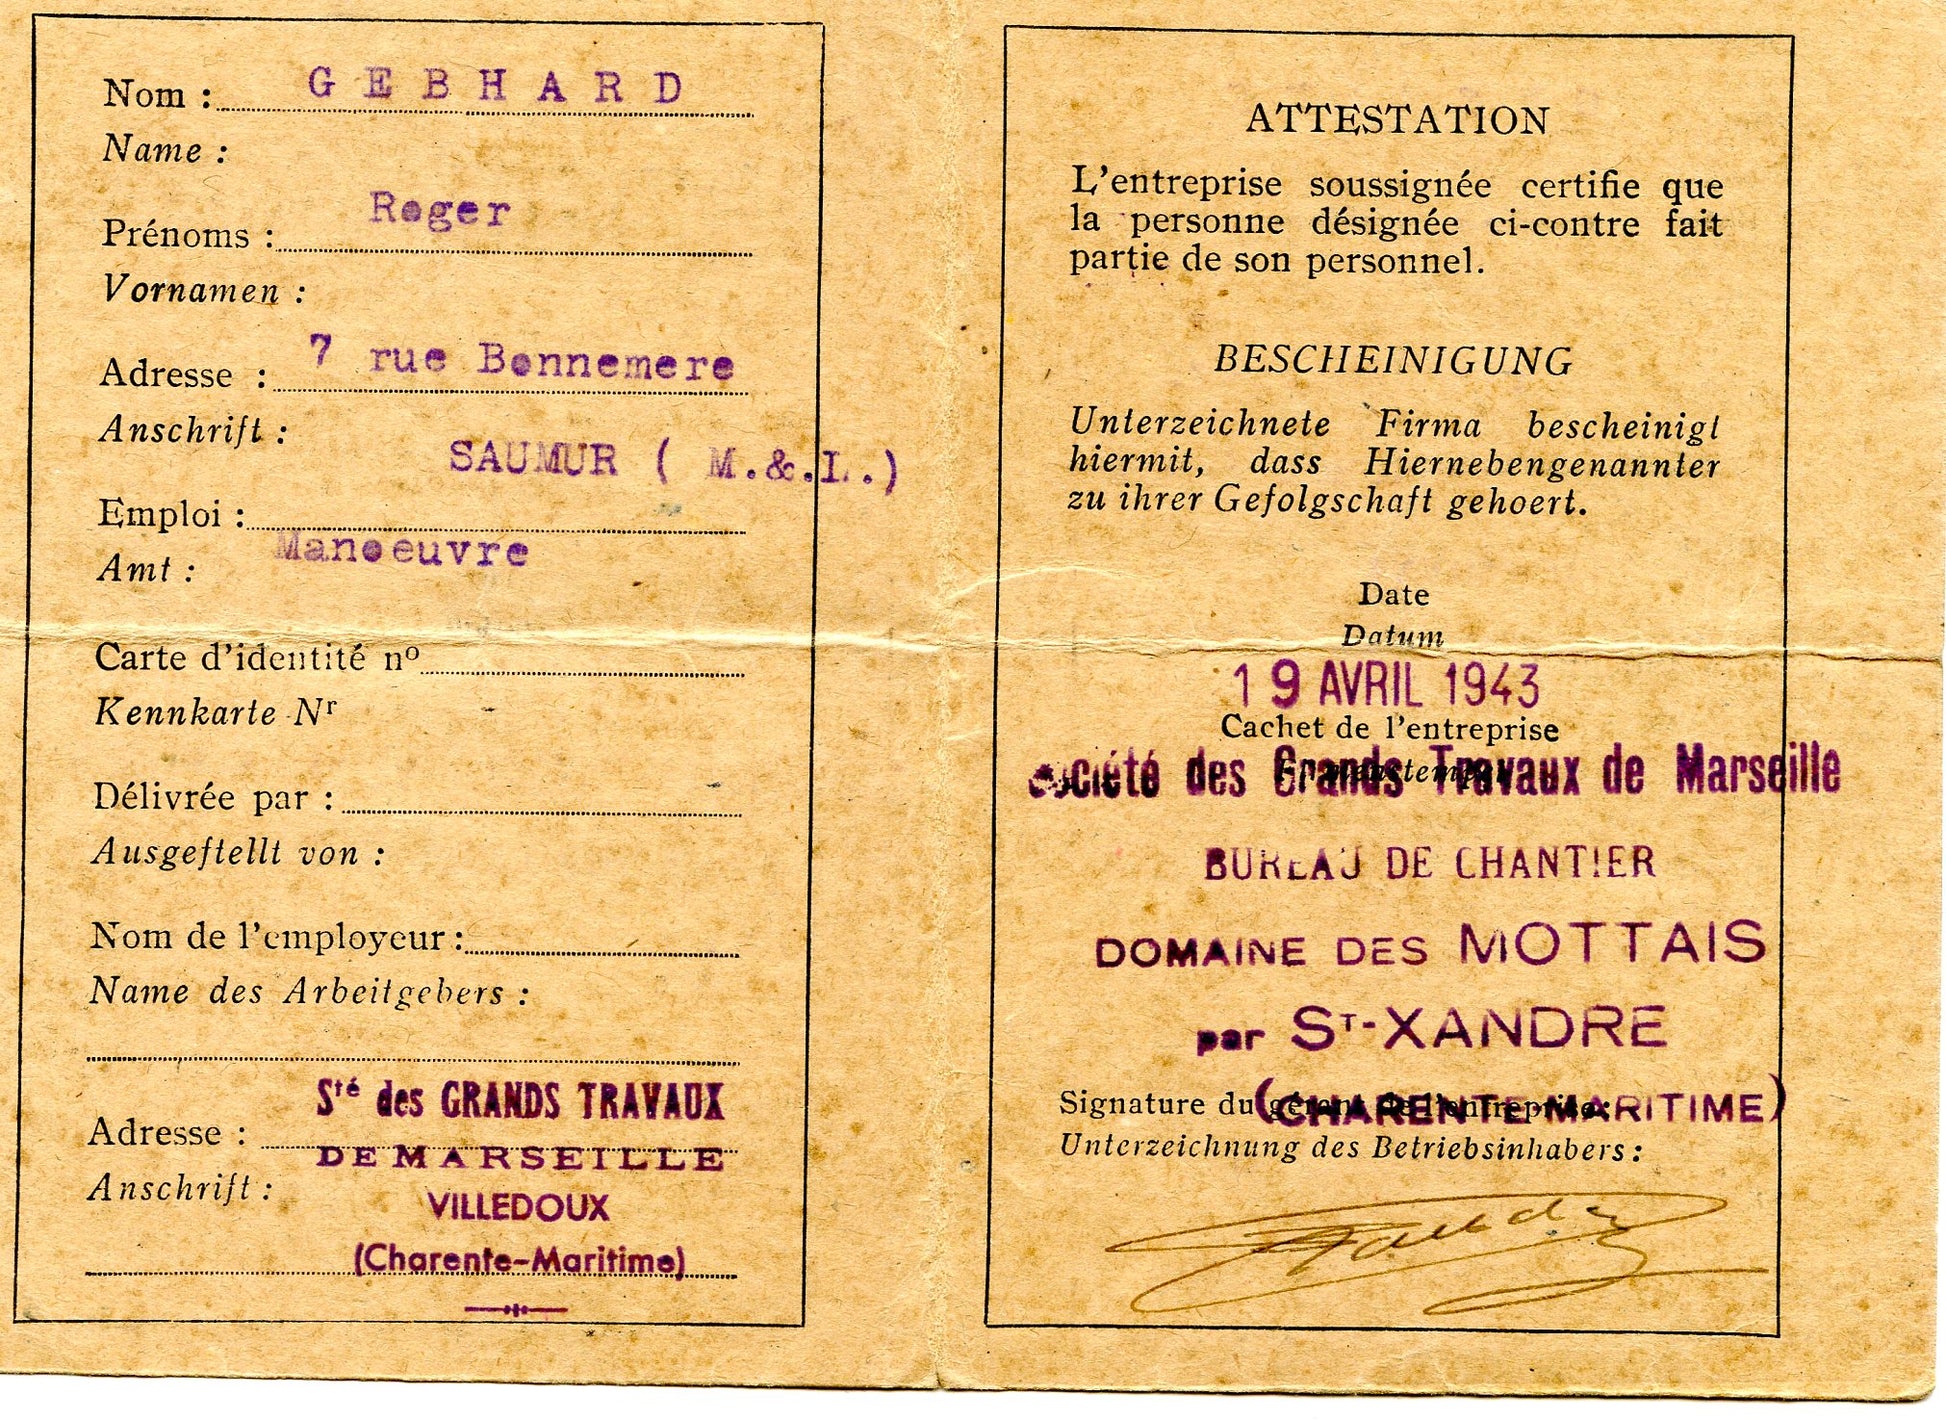 Nom : GEBHARD
Name :
Prénoms : Roger
Vornamen :
Adresse : 7 rue Bonnemere
Anschrift :
SAUMUR ( M.&.L.)
Emploi :
Manoeuvre
Amt :
Carte d'identité nº
Kennkarte Nr
Délivrée par :
Ausgeftellt von :
Nom de l'employeur :
Name des Arbeitgebers :
Sté des GRANDS TRAVAUX
Adresse :
DE MARSEILLE
Anschrift :
VILLEDOUX
(Charente-Maritime)
ATTESTATION
L'entreprise soussignée certifie que
la personne désignée ci-contre fait
partie de son personnel.
BESCHEINIGUNG
Unterzeichnete Firma bescheinigt
hiermit, dass Hiernebengenannter
zu ihrer Gefolgschaft gehoert.
Date
Datum
19 AVRIL 1943
Cachet de l'entreprise
Société des Grands Travaux de Marseille
BUREAU DE CHANTIER
DOMAINE DES MOTTAIS
par ST-XANDRE
(CHARENTE-MARITIME)
Signature du gérant de l'entreprise :
Unterzeichnung des Betriebsinhabers :